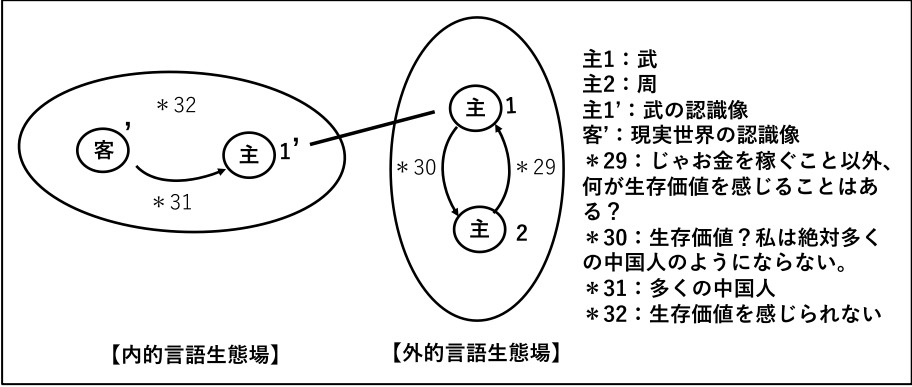 ＊32
客’
主1’
＊31
主1
＊30
＊29
主2
【内的言語生態場】
【外的言語生態場】
主1：武
主2：周
主1’：武の認識像
客’：現実世界の認識像
＊29：じゃお金を稼ぐこと以外、
何が生存価値を感じることはあ
る？
＊30：生存価値？私は絶対多く
の中国人のようにならない。
＊31：多くの中国人
＊32：生存価値を感じられない